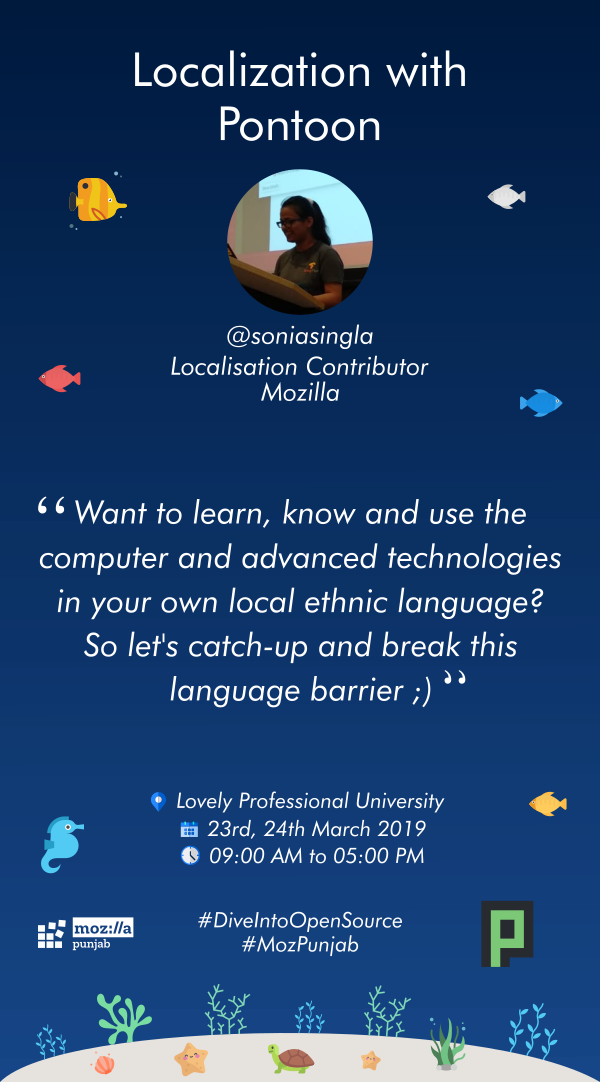 Localization with
Pontoon
@soniasingla
Localisation Contributor
Mozilla
“Want to learn, know and use the
computer and advanced technologies
in your own local ethnic language?
So let's catch-up and break this
language barrier ;)”
Lovely Professional University
23rd, 24th March 2019
09:00 AM to 05:00 PM
#DiveIntoOpenSource
#MozPunjab
moz://a
punjab
P